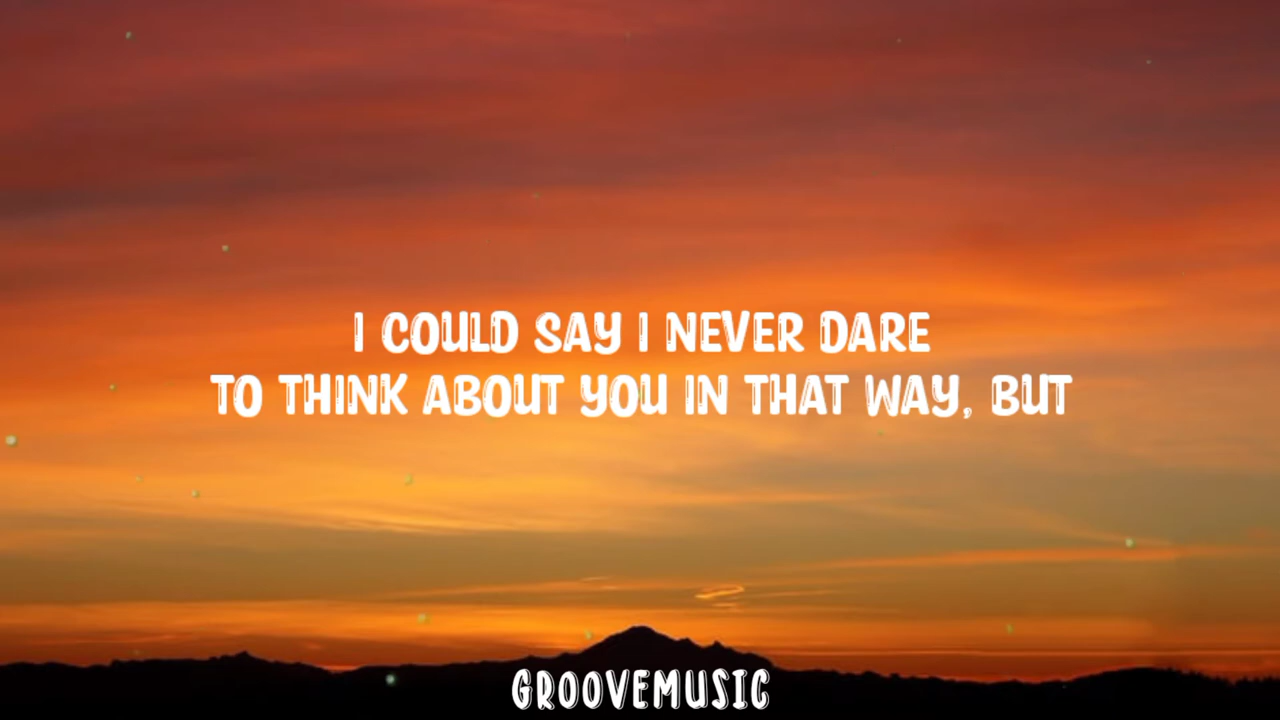 I COULD SAY I NEVER DARE
TO THINK ABOUT YOU IN THAT WAY, BUT
GROOVEMUSIC